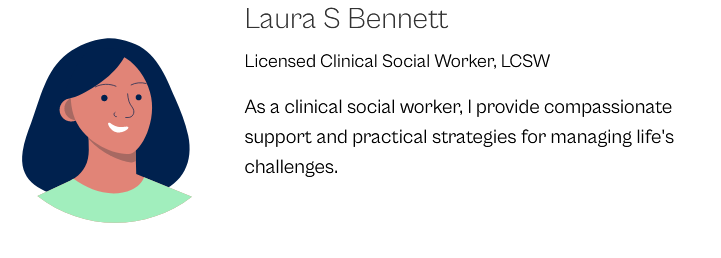 Laura S Bennett
Licensed Clinical Social Worker, LCSW
As a clinical social worker, I provide compassionate
support and practical strategies for managing life's
challenges.